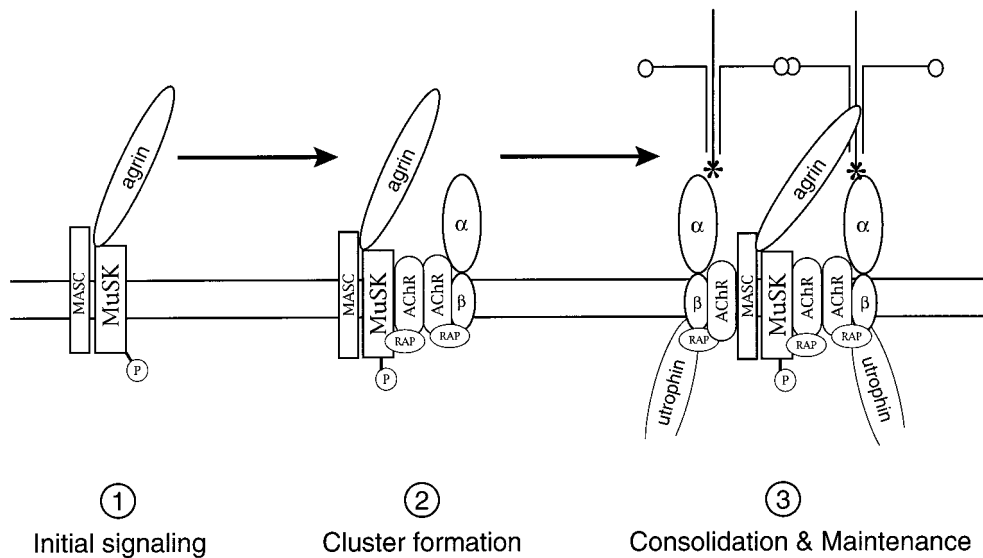 agrin
MASC
MuSK
P
agrin
α
MASC
MuSK
AChR
AChR
β
RAP
RAP
P
*
*
agrin
α
α
β
AChR
MASC
MuSK
AChR
AChR
β
RAP
RAP
RAP
P
utrophin
utrophin
1
2
3
Initial signaling
Cluster formation
Consolidation & Maintenance